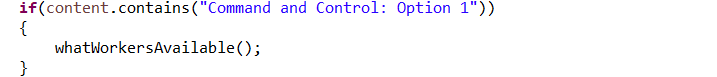 if(content.contains("Command and Control: Option 1"))
{
    whatWorkersAvailable();
}